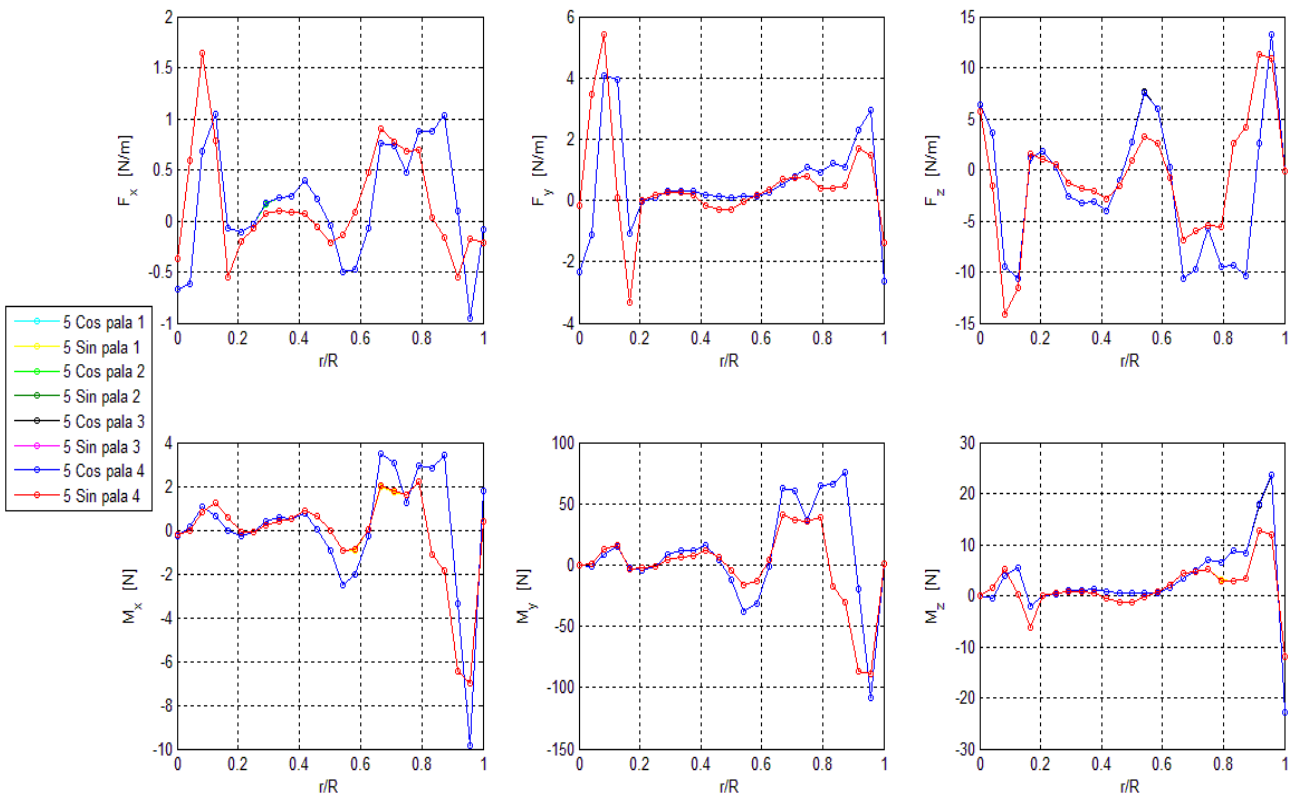 2
1.5
1
0.5
0
-0.5
-1
F_x [N/m]
0 0.2 0.4 0.6 0.8 1
r/R
6
4
2
0
-2
-4
F_y [N/m]
0 0.2 0.4 0.6 0.8 1
r/R
15
10
5
0
-5
-10
-15
F_z [N/m]
0 0.2 0.4 0.6 0.8 1
r/R
5 Cos pala 1
5 Sin pala 1
5 Cos pala 2
5 Sin pala 2
5 Cos pala 3
5 Sin pala 3
5 Cos pala 4
5 Sin pala 4
4
2
0
-2
-4
-6
-8
-10
M_x [N]
0 0.2 0.4 0.6 0.8 1
r/R
100
50
0
-50
-100
-150
M_y [N]
0 0.2 0.4 0.6 0.8 1
r/R
30
20
10
0
-10
-20
-30
M_z [N]
0 0.2 0.4 0.6 0.8 1
r/R